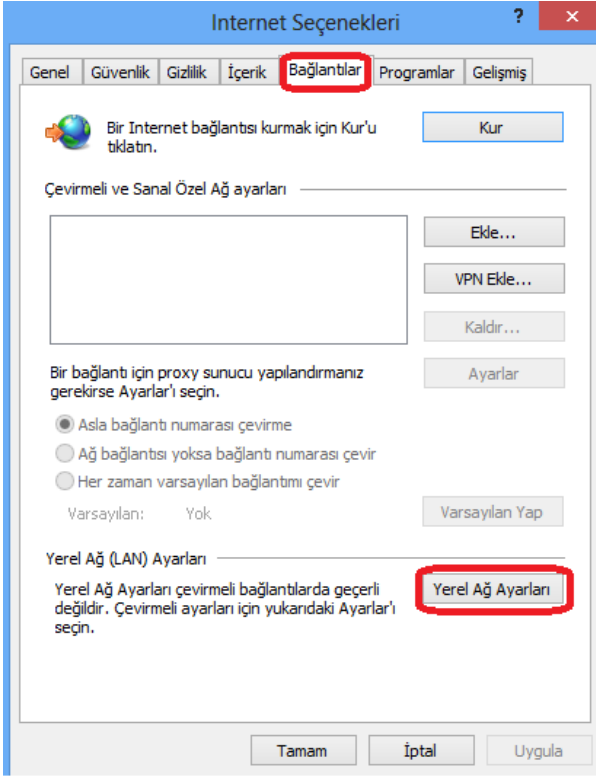 Internet Seçenekleri
?
Genel
Güvenlik
Gizlilik
İçerik
Bağlantılar
Programlar
Gelişmiş
Bir Internet bağlantısı kurmak için Kur'u
tıklatın.
Kur
Çevirmeli ve Sanal Özel Ağ ayarları
Ekle...
VPN Ekle...
Kaldır...
Bir bağlantı için proxy sunucu yapılandırmanız
gerekirse Ayarlar'ı seçin.
Ayarlar
Asla bağlantı numarası çevirme
Ağ bağlantısı yoksa bağlantı numarası çevir
Her zaman varsayılan bağlantımı çevir
Varsayılan: Yok
Varsayılan Yap
Yerel Ağ (LAN) Ayarları
Yerel Ağ Ayarları çevirmeli bağlantılarda geçerli
değildir. Çevirmeli ayarları için yukarıdaki Ayarlar'ı
seçin.
Yerel Ağ Ayarları
Tamam
İptal
Uygula